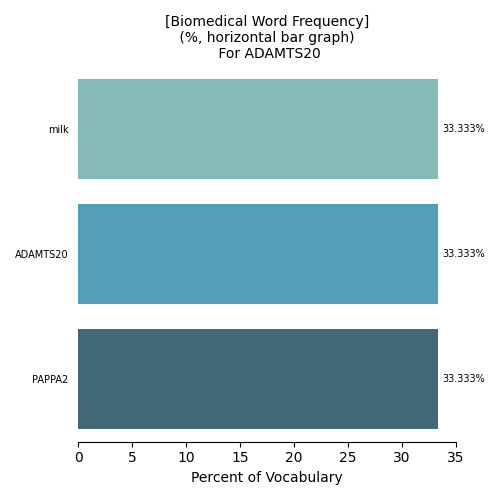 [Biomedical Word Frequency]
(%, horizontal bar graph)
For ADAMTS20
milk
33.333%
ADAMTS20
33.333%
PAPPA2
33.333%
0 5 10 15 20 25 30 35
Percent of Vocabulary